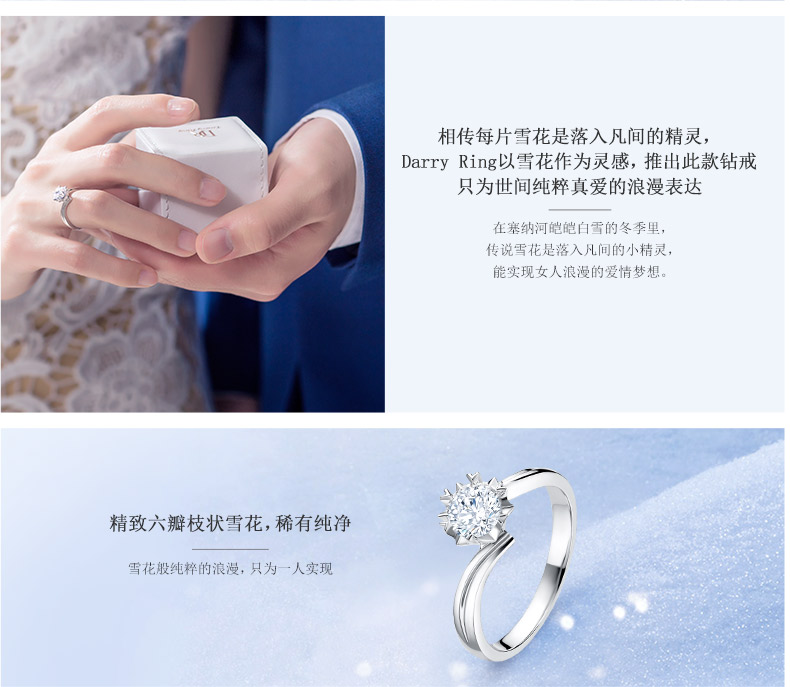 相传每片雪花是落入凡间的精灵，
Darry Ring以雪花作为灵感，推出此款钻戒
只为世间纯粹真爱的浪漫表达
在塞纳河皑皑白雪的冬季里，
传说雪花是落入凡间的小精灵，
能实现女人浪漫的爱情梦想。
精致六瓣枝状雪花，稀有纯净
雪花般纯粹的浪漫，只为一人实现